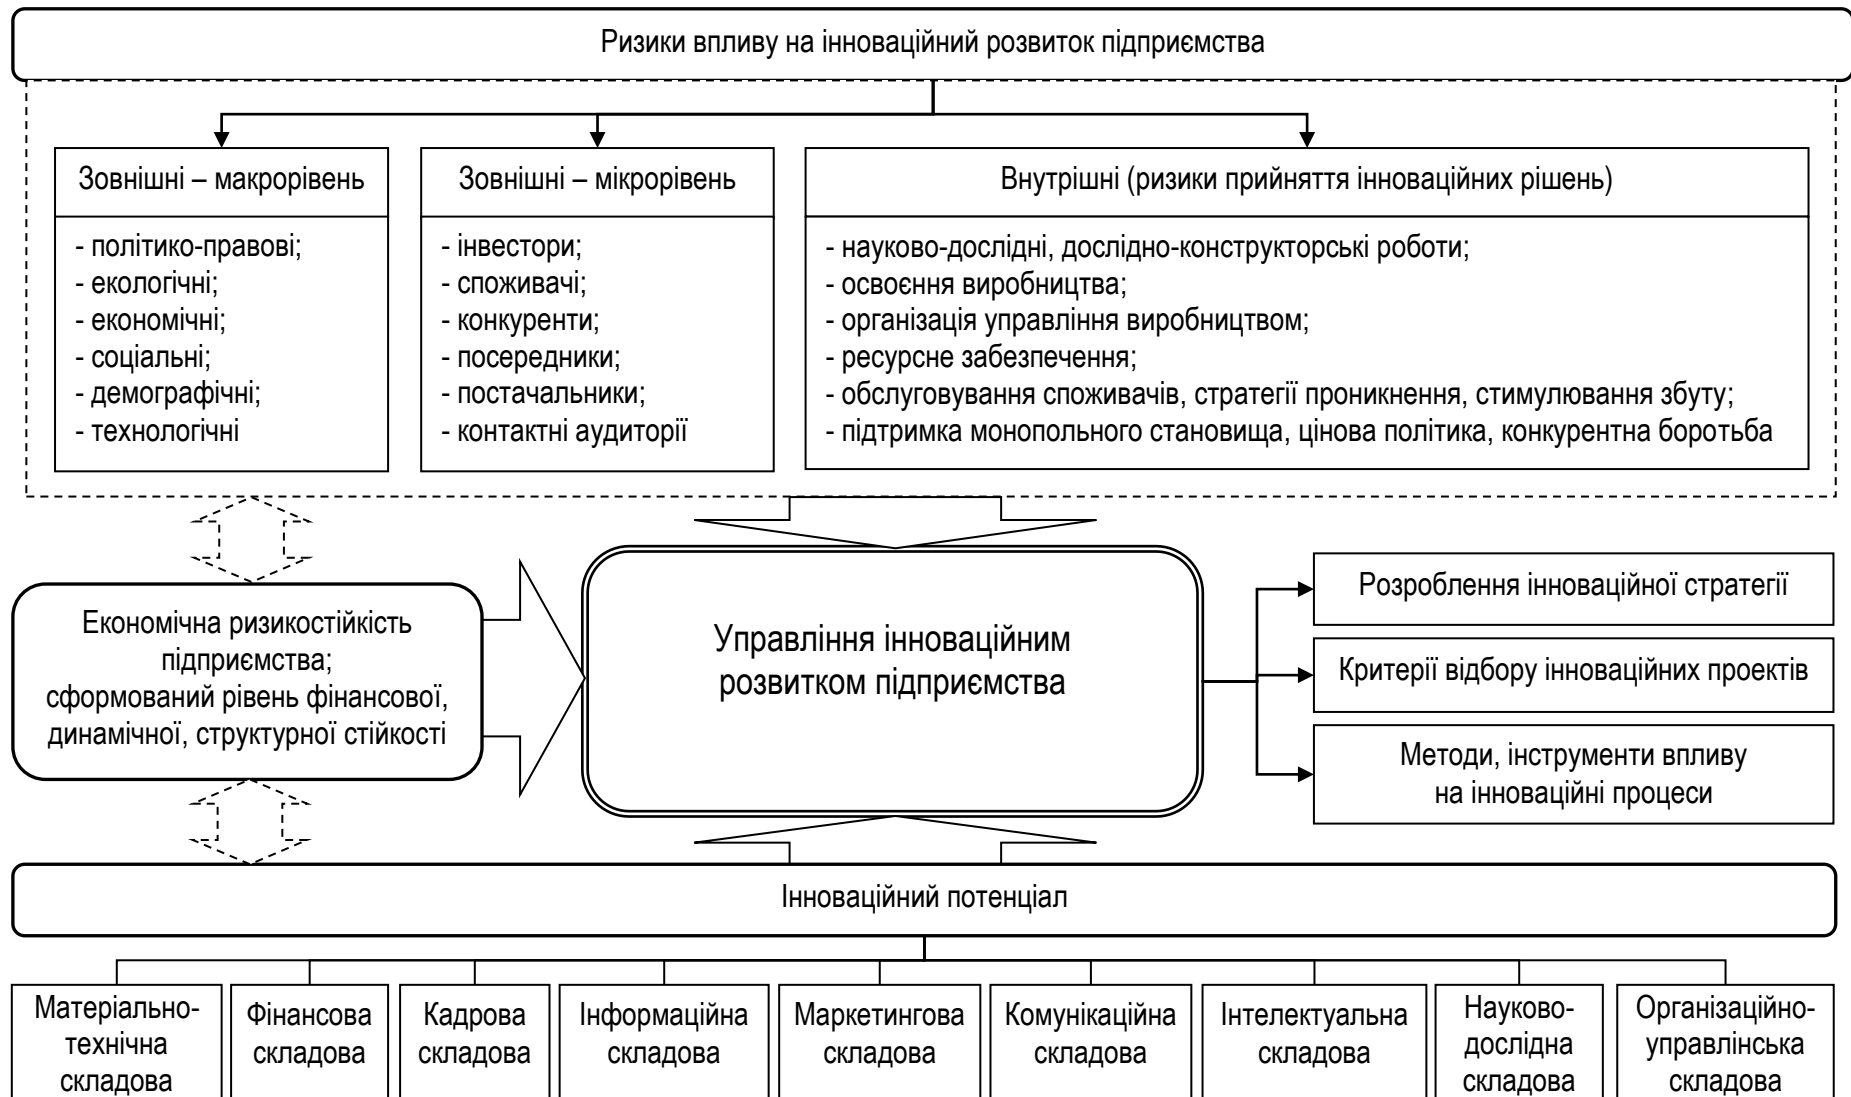 Ризики впливу на інноваційний розвиток підприємства
Зовнішні – макрорівень
- політико-правові;
- екологічні;
- економічні;
- соціальні;
- демографічні;
- технологічні
Зовнішні – мікрорівень
- інвестори;
- споживачі;
- конкуренти;
- посередники;
- постачальники;
- контактні аудиторії
Внутрішні (ризики прийняття інноваційних рішень)
- науково-дослідні, дослідно-конструкторські роботи;
- освоєння виробництва;
- організація управління виробництвом;
- ресурсне забезпечення;
- обслуговування споживачів, стратегії проникнення, стимулювання збуту;
- підтримка монопольного становища, цінова політика, конкурентна боротьба
Економічна ризикостійкість
підприємства;
сформований рівень фінансової,
динамічної, структурної стійкості
Управління інноваційним
розвитком підприємства
Розроблення інноваційної стратегії
Критерії відбору інноваційних проектів
Методи, інструменти впливу
на інноваційні процеси
Інноваційний потенціал
Матеріально-
технічна
складова
Фінансова
складова
Кадрова
складова
Інформаційна
складова
Маркетингова
складова
Комунікаційна
складова
Інтелектуальна
складова
Науково-
дослідна
складова
Організаційно-
управлінська
складова